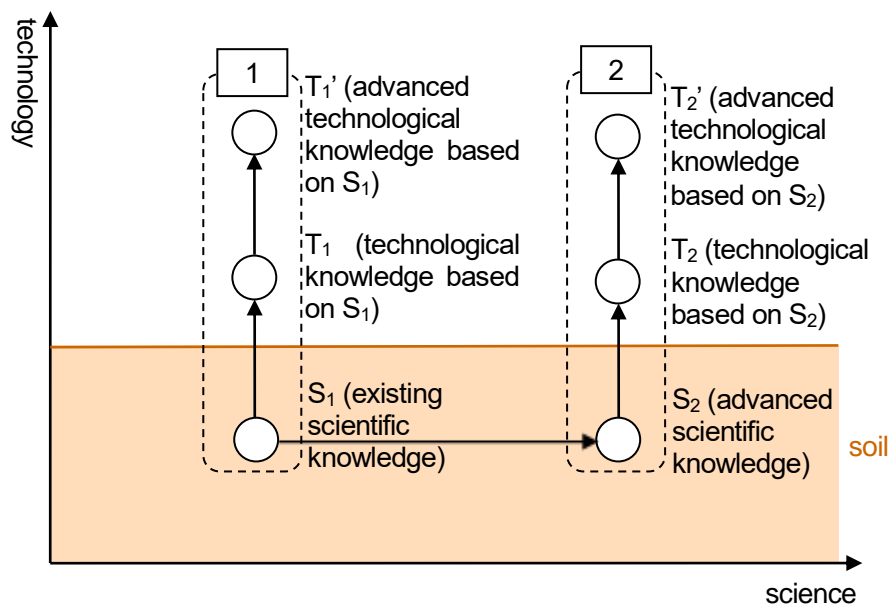 technology
1
T₁’ (advanced
technological
knowledge based
on S₁)
T₁ (technological
knowledge based
on S₁)
S₁ (existing
scientific
knowledge)
2
T₂’ (advanced
technological
knowledge
based on S₂)
T₂ (technological
knowledge
based on S₂)
S₂ (advanced
scientific
knowledge)
soil
science